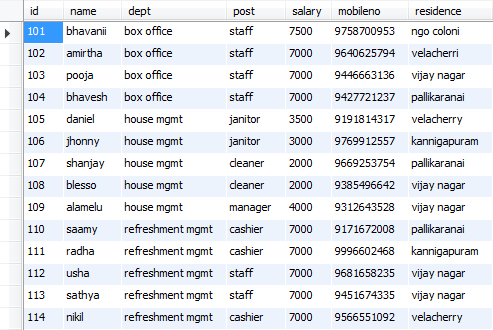 id name dept post salary mobileno residence
101 bhavanii box office staff 7500 9758700953 ngo coloni
102 amirtha box office staff 7000 9640625794 velacherri
103 pooja box office staff 7000 9446663136 vijay nagar
104 bhavesh box office staff 7000 9427721237 pallikaranai
105 daniel house mgmt janitor 3500 9191814317 velacherry
106 jhonny house mgmt janitor 3000 9769912557 kannigapuram
107 shanjay house mgmt cleaner 2000 9669253754 pallikaranai
108 blesso house mgmt cleaner 2000 9385496642 vijay nagar
109 alamelu house mgmt manager 4000 9312643528 vijay nagar
110 saamy refreshment mgmt cashier 7000 9171672008 pallikaranai
111 radha refreshment mgmt cashier 7000 9996602468 kannigapuram
112 usha refreshment mgmt staff 7000 9681658235 vijay nagar
113 sathya refreshment mgmt staff 7000 9451674335 vijay nagar
114 nikil refreshment mgmt cashier 7000 9566551092 velacherry